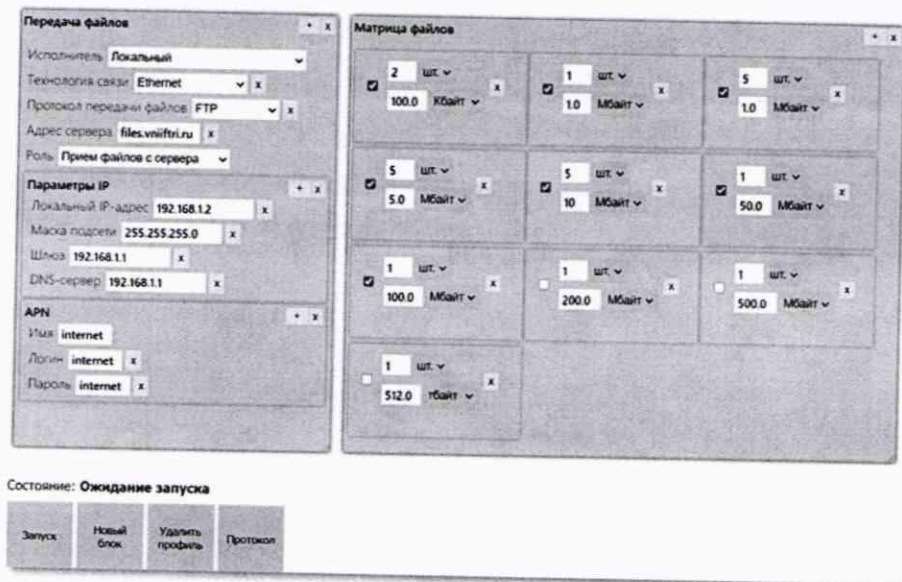 Передача файлов + x
Исполнитель Локальный
Технология связи Ethernet x
Протокол передачи файлов FTP x
Адрес сервера files.vniiftri.ru x
Роль Прием файлов с сервера
Параметры IP + x
Локальный IP-адрес 192.168.1.2 x
Маска подсети 255.255.255.0 x
Шлюз 192.168.1.1 x
DNS-сервер 192.168.1.1 x
APN + x
Имя internet
Логин internet x
Пароль internet x
Матрица файлов + x
2 шт. x
100.0 Кбайт
1 шт. x
1.0 Мбайт
5 шт. x
1.0 Мбайт
5 шт. x
5.0 Мбайт
5 шт. x
10 Мбайт
1 шт. x
50.0 Мбайт
1 шт. x
100.0 Мбайт
1 шт. x
200.0 Мбайт
1 шт. x
500.0 Мбайт
1 шт. x
512.0 тбайт
Состояние: Ожидание запуска
Запуск
Новый
блок
Удалить
профиль
Протокол